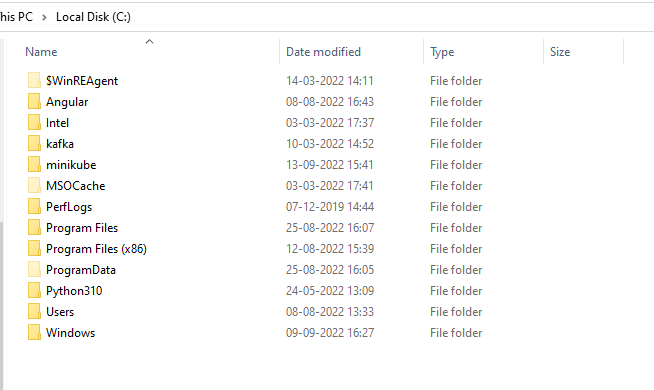 his PC > Local Disk (C:)
Name Date modified Type Size
$WinREAgent 14-03-2022 14:11 File folder
Angular 08-08-2022 16:43 File folder
Intel 03-03-2022 17:37 File folder
kafka 10-03-2022 14:52 File folder
minikube 13-09-2022 15:41 File folder
MSOCache 03-03-2022 17:41 File folder
PerfLogs 07-12-2019 14:44 File folder
Program Files 25-08-2022 16:07 File folder
Program Files (x86) 12-08-2022 15:39 File folder
ProgramData 25-08-2022 16:05 File folder
Python310 24-05-2022 13:09 File folder
Users 08-08-2022 13:33 File folder
Windows 09-09-2022 16:27 File folder